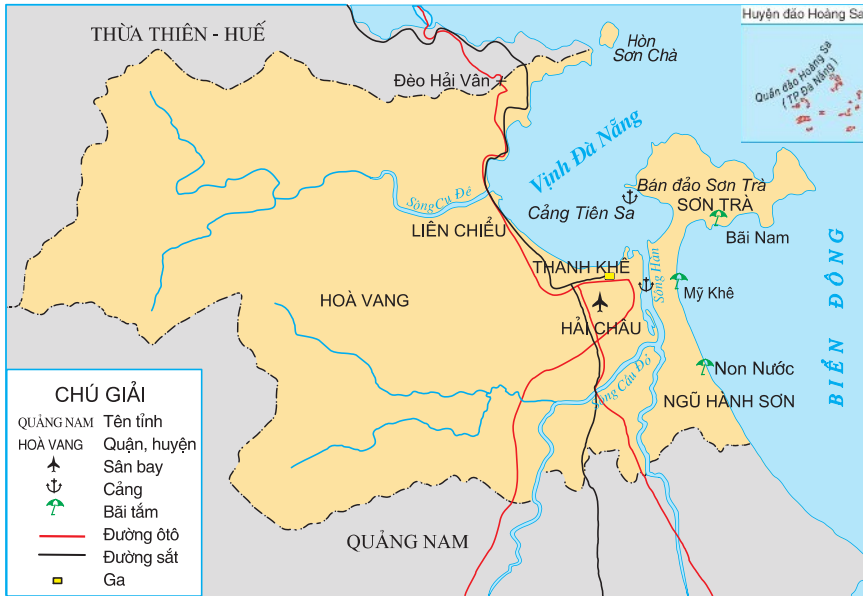 THỪA THIÊN - HUẾ
Hòn
Sơn Chà
Huyện đảo Hoàng Sa
Quần đảo Hoàng Sa
( TP.Đà Nẵng )
Đèo Hải Vân
Vịnh Đà Nẵng
Sông Cu Đê
Bán đảo Sơn Trà
SƠN TRÀ
Cảng Tiên Sa
LIÊN CHIỂU
Bãi Nam
THANH KHÊ
Sông Hàn
Mỹ Khê
HOÀ VANG
HẢI CHÂU
BIỂN ĐÔNG
Non Nước
Sông Cầu Đỏ
NGŨ HÀNH SƠN
QUẢNG NAM
CHÚ GIẢI
QUẢNG NAM Tên tỉnh
HOÀ VANG Quận, huyện
Sân bay
Cảng
Bãi tắm
Đường ôtô
Đường sắt
Ga